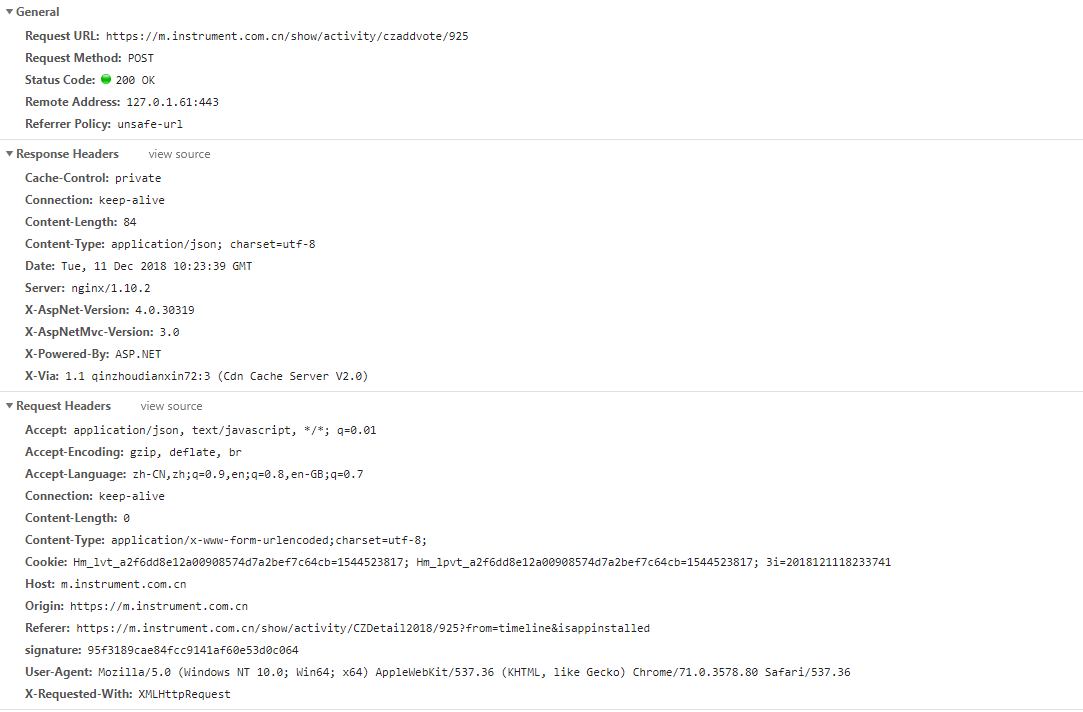 General
Request URL: https://m.instrument.com.cn/show/activity/czaddvote/925
Request Method: POST
Status Code: 200 OK
Remote Address: 127.0.1.61:443
Referrer Policy: unsafe-url
Response Headers view source
Cache-Control: private
Connection: keep-alive
Content-Length: 84
Content-Type: application/json; charset=utf-8
Date: Tue, 11 Dec 2018 10:23:39 GMT
Server: nginx/1.10.2
X-AspNet-Version: 4.0.30319
X-AspNetMvc-Version: 3.0
X-Powered-By: ASP.NET
X-Via: 1.1 qinzhoudianxin72:3 (Cdn Cache Server V2.0)
Request Headers view source
Accept: application/json, text/javascript, */*; q=0.01
Accept-Encoding: gzip, deflate, br
Accept-Language: zh-CN,zh;q=0.9,en;q=0.8,en-GB;q=0.7
Connection: keep-alive
Content-Length: 0
Content-Type: application/x-www-form-urlencoded;charset=utf-8;
Cookie: Hm_lvt_a2f6dd8e12a00908574d7a2bef7c64cb=1544523817; Hm_lpvt_a2f6dd8e12a00908574d7a2bef7c64cb=1544523817; 3i=2018121118233741
Host: m.instrument.com.cn
Origin: https://m.instrument.com.cn
Referer: https://m.instrument.com.cn/show/activity/CZDetail2018/925?from=timeline&isappinstalled
signature: 95f3189cae84fcc9141af60e53d0c064
User-Agent: Mozilla/5.0 (Windows NT 10.0; Win64; x64) AppleWebKit/537.36 (KHTML, like Gecko) Chrome/71.0.3578.80 Safari/537.36
X-Requested-With: XMLHttpRequest